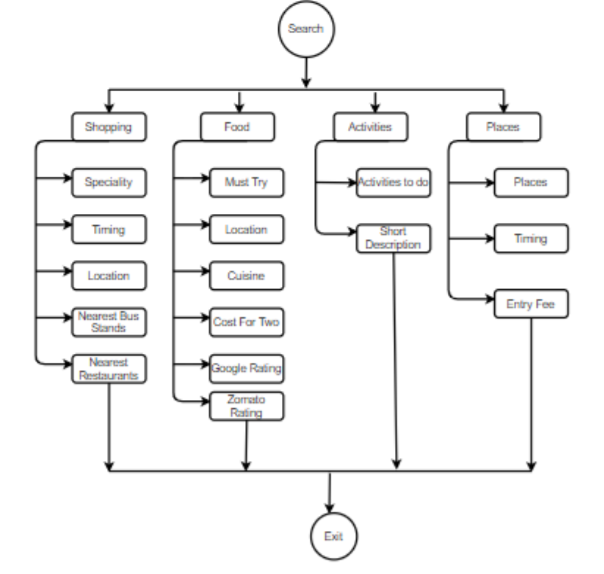 Search
Shopping
Food
Activities
Places
Speciality
Timing
Location
Nearest Bus
Stands
Nearest
Restaurants
Must Try
Location
Cuisine
Cost For Two
Google Rating
Zomato
Rating
Activities to do
Short
Description
Places
Timing
Entry Fee
Exit